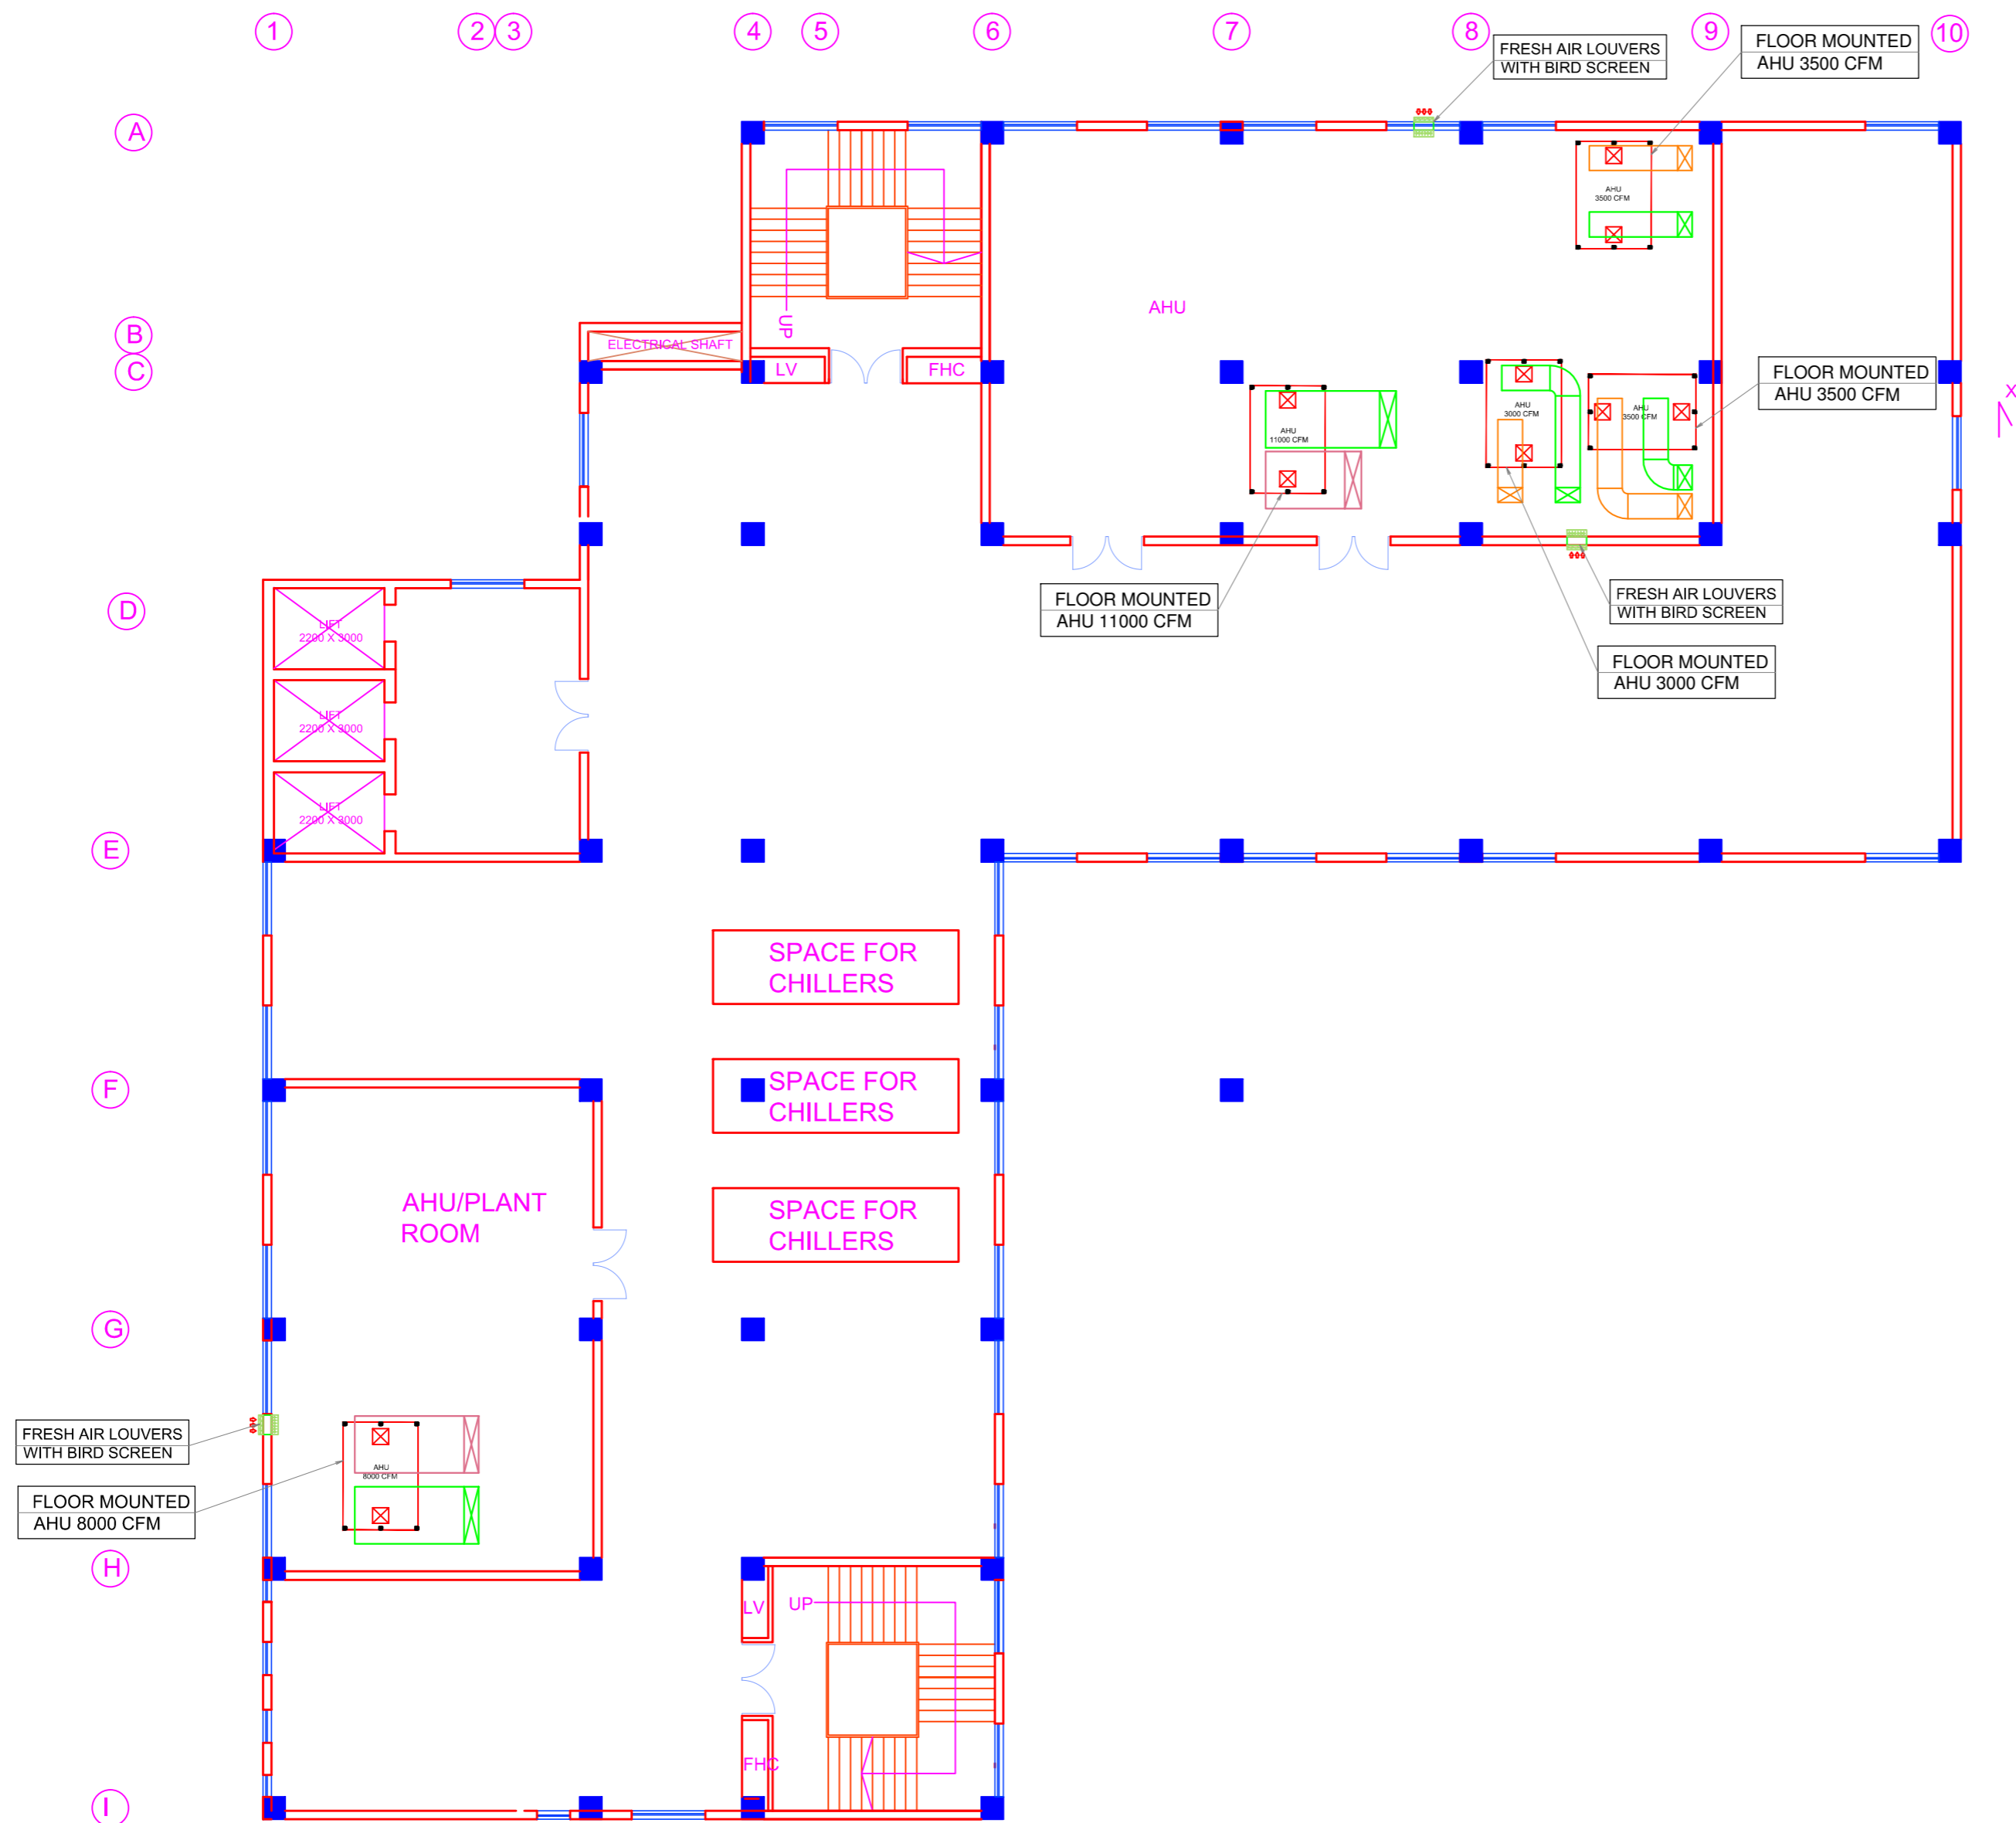 1
2
3
4
5
6
7
8
9
10
FRESH AIR LOUVERS
WITH BIRD SCREEN
FLOOR MOUNTED
AHU 3500 CFM
A
AHU
3500 CFM
AHU
B
UP
ELECTRICAL SHAFT
C
LV
FHC
FLOOR MOUNTED
AHU 3500 CFM
X
AHU
3000 CFM
AHU
3500 CFM
AHU
11000 CFM
FLOOR MOUNTED
AHU 11000 CFM
FRESH AIR LOUVERS
WITH BIRD SCREEN
D
LIFT
2200 X 3000
FLOOR MOUNTED
AHU 3000 CFM
LIFT
2200 X 3000
LIFT
2200 X 3000
E
SPACE FOR
CHILLERS
F
SPACE FOR
CHILLERS
AHU/PLANT
ROOM
SPACE FOR
CHILLERS
G
FRESH AIR LOUVERS
WITH BIRD SCREEN
AHU
8000 CFM
FLOOR MOUNTED
AHU 8000 CFM
H
LV
UP
FHC
I